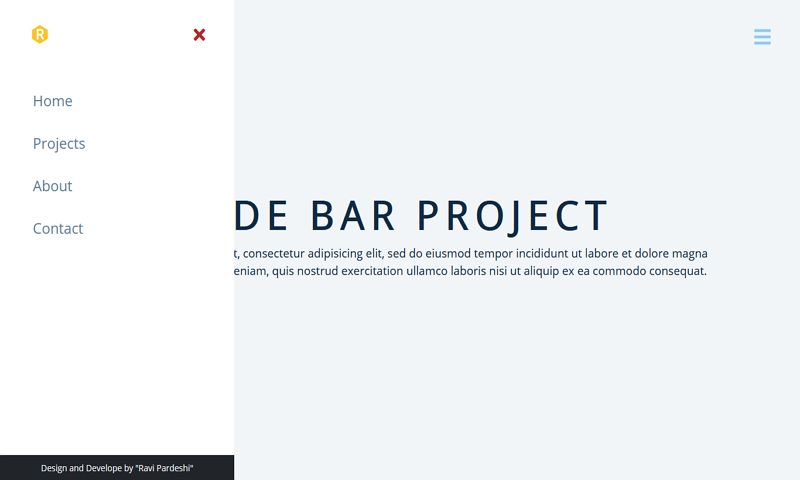 R
Home
Projects
About
Contact
DE BAR PROJECT
t, consectetur adipisicing elit, sed do eiusmod tempor incididunt ut labore et dolore magna
eniam, quis nostrud exercitation ullamco laboris nisi ut aliquip ex ea commodo consequat.
Design and Develope by "Ravi Pardeshi"